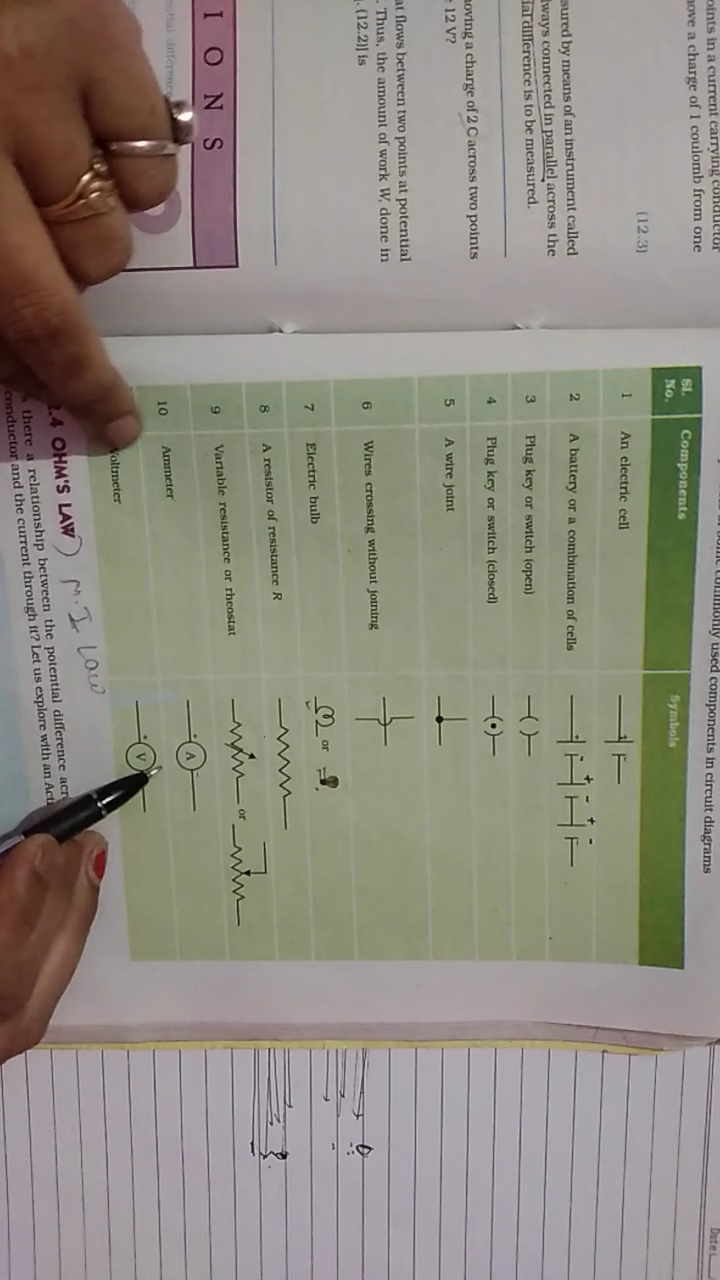 oints in a current carrying conductor
ove a charge of 1 coulomb from one
(12.3)
sured by means of an instrument called
lways connected in parallel across the
ial difference is to be measured.
oving a charge of 2 C across two points
12 V?
at flows between two points at potential
. Thus, the amount of work W, done in
(12.2)] is
I O N S
commonly used components in circuit diagrams
Sl. No. Components Symbols
1 An electric cell
2 A battery or a combination of cells
3 Plug key or switch (open)
4 Plug key or switch (closed)
5 A wire joint
6 Wires crossing without joining
7 Electric bulb or
8 A resistor of resistance R
9 Variable resistance or rheostat or
10 Ammeter A
Voltmeter V
.4 OHM'S LAW) M. I Law
there a relationship between the potential difference acr
conductor and the current through it? Let us explore with an Acti
Date: